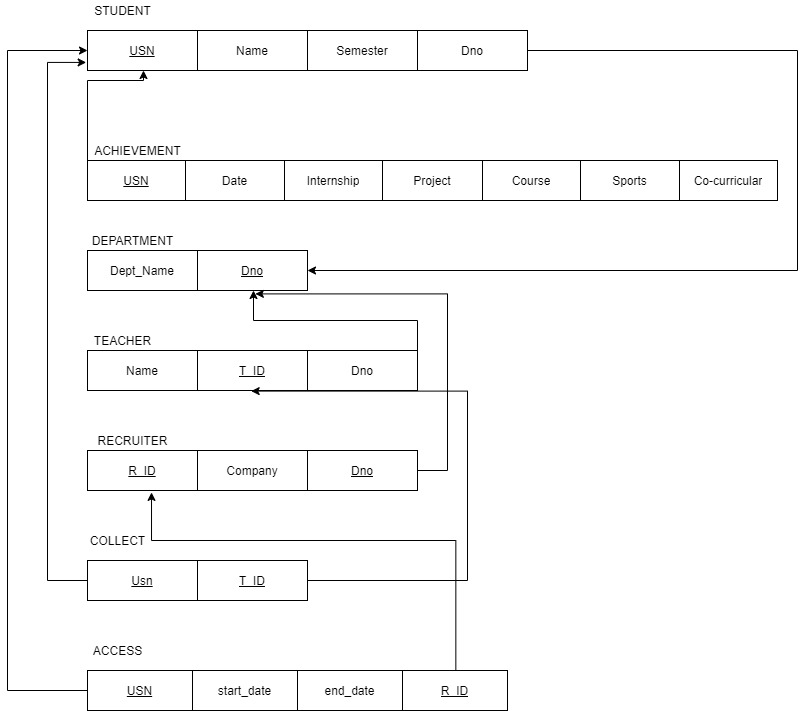 STUDENT
USN Name Semester Dno
ACHIEVEMENT
USN Date Internship Project Course Sports Co-curricular
DEPARTMENT
Dept_Name Dno
TEACHER
Name T_ID Dno
RECRUITER
R_ID Company Dno
COLLECT
Usn T_ID
ACCESS
USN start_date end_date R_ID